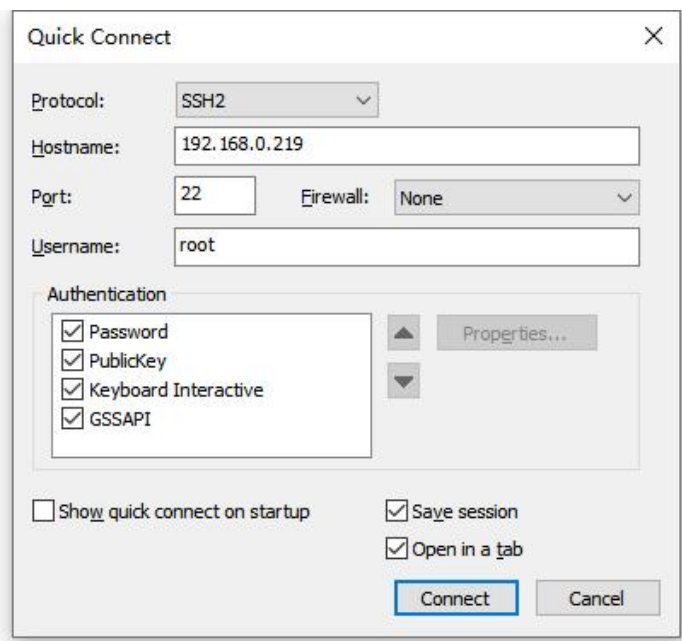 Quick Connect
Protocol: SSH2
Hostname: 192.168.0.219
Port: 22 Firewall: None
Username: root
Authentication
Password
PublicKey
Keyboard Interactive
GSSAPI
Properties...
Show quick connect on startup
Save session
Open in a tab
Connect Cancel